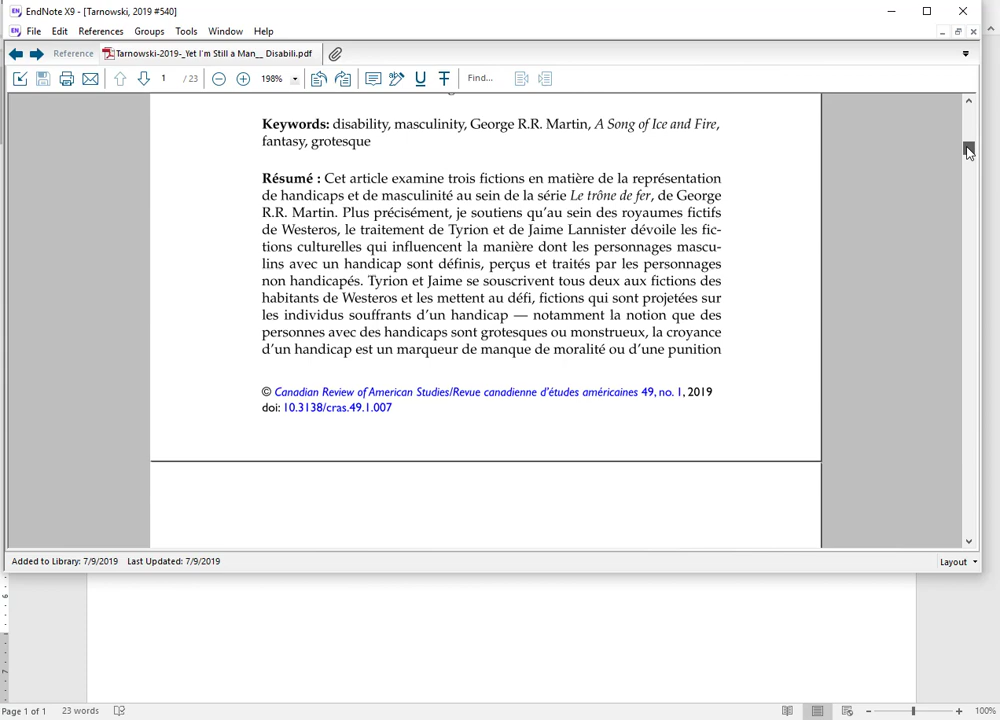 EndNote X9 - [Tarnowski, 2019 #540]
File Edit References Groups Tools Window Help
Reference Tarnowski-2019-_Yet I'm Still a Man__ Disabili.pdf
1 / 23 198% Find...
Keywords: disability, masculinity, George R.R. Martin, A Song of Ice and Fire,
fantasy, grotesque
Résumé : Cet article examine trois fictions en matière de la représentation
de handicaps et de masculinité au sein de la série Le trône de fer, de George
R.R. Martin. Plus précisément, je soutiens qu’au sein des royaumes fictifs
de Westeros, le traitement de Tyrion et de Jaime Lannister dévoile les fic-
tions culturelles qui influencent la manière dont les personnages mascu-
lins avec un handicap sont définis, perçus et traités par les personnages
non handicapés. Tyrion et Jaime se souscrivent tous deux aux fictions des
habitants de Westeros et les mettent au défi, fictions qui sont projetées sur
les individus souffrants d’un handicap — notamment la notion que des
personnes avec des handicaps sont grotesques ou monstrueux, la croyance
d’un handicap est un marqueur de manque de moralité ou d’une punition
© Canadian Review of American Studies/Revue canadienne d’études américaines 49, no. 1, 2019
doi: 10.3138/cras.49.1.007
Added to Library: 7/9/2019 Last Updated: 7/9/2019 Layout
Page 1 of 1 23 words 100%